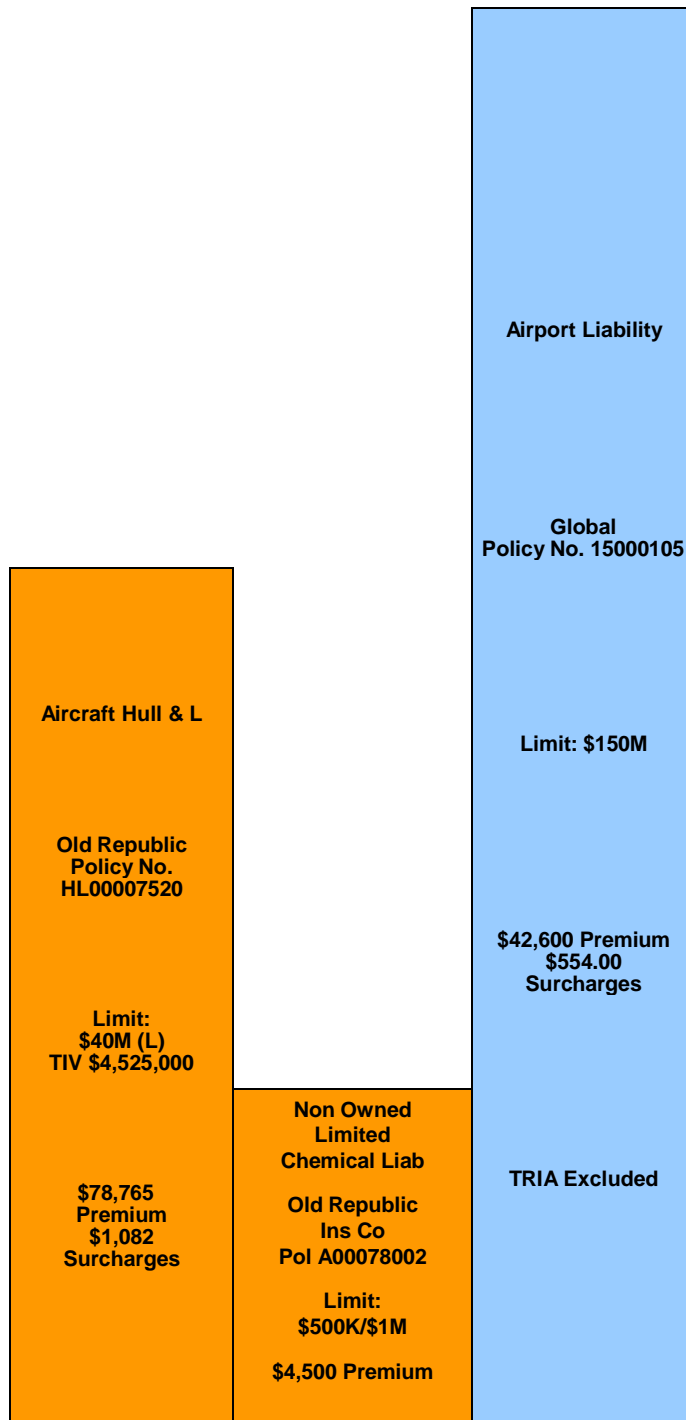 Aircraft Hull & L
Old Republic
Policy No.
HL00007520
Limit:
$40M (L)
TIV $4,525,000
$78,765
Premium
$1,082
Surcharges
Non Owned
Limited
Chemical Liab
Old Republic
Ins Co
Pol A00078002
Limit:
$500K/$1M
$4,500 Premium
Airport Liability
Global
Policy No. 15000105
Limit: $150M
$42,600 Premium
$554.00
Surcharges
TRIA Excluded